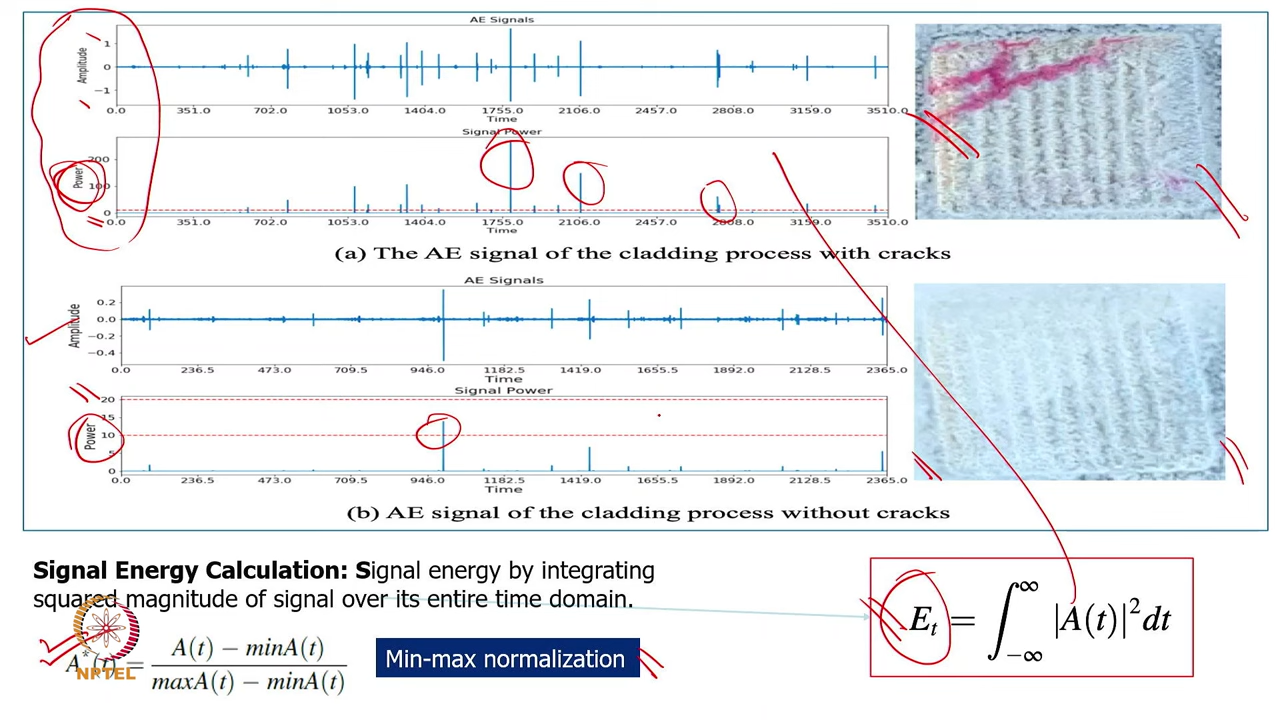 AE Signals
Amplitude
1
0
−1
0.0 351.0 702.0 1053.0 1404.0 1755.0 2106.0 2457.0 2808.0 3159.0 3510.0
Time
Signal Power
Power
200
100
0
0.0 351.0 702.0 1053.0 1404.0 1755.0 2106.0 2457.0 2808.0 3159.0 3510.0
Time
(a) The AE signal of the cladding process with cracks
AE Signals
Amplitude
0.2
0.0
−0.2
−0.4
0.0 236.5 473.0 709.5 946.0 1182.5 1419.0 1655.5 1892.0 2128.5 2365.0
Time
Signal Power
Power
20
15
10
5
0
0.0 236.5 473.0 709.5 946.0 1182.5 1419.0 1655.5 1892.0 2128.5 2365.0
Time
(b) AE signal of the cladding process without cracks
Signal Energy Calculation: Signal energy by integrating
squared magnitude of signal over its entire time domain.
E_t = ∫_{−∞}^{∞} |A(t)|² dt
A*(t) = (A(t) − minA(t)) / (maxA(t) − minA(t))
Min-max normalization
NPTEL